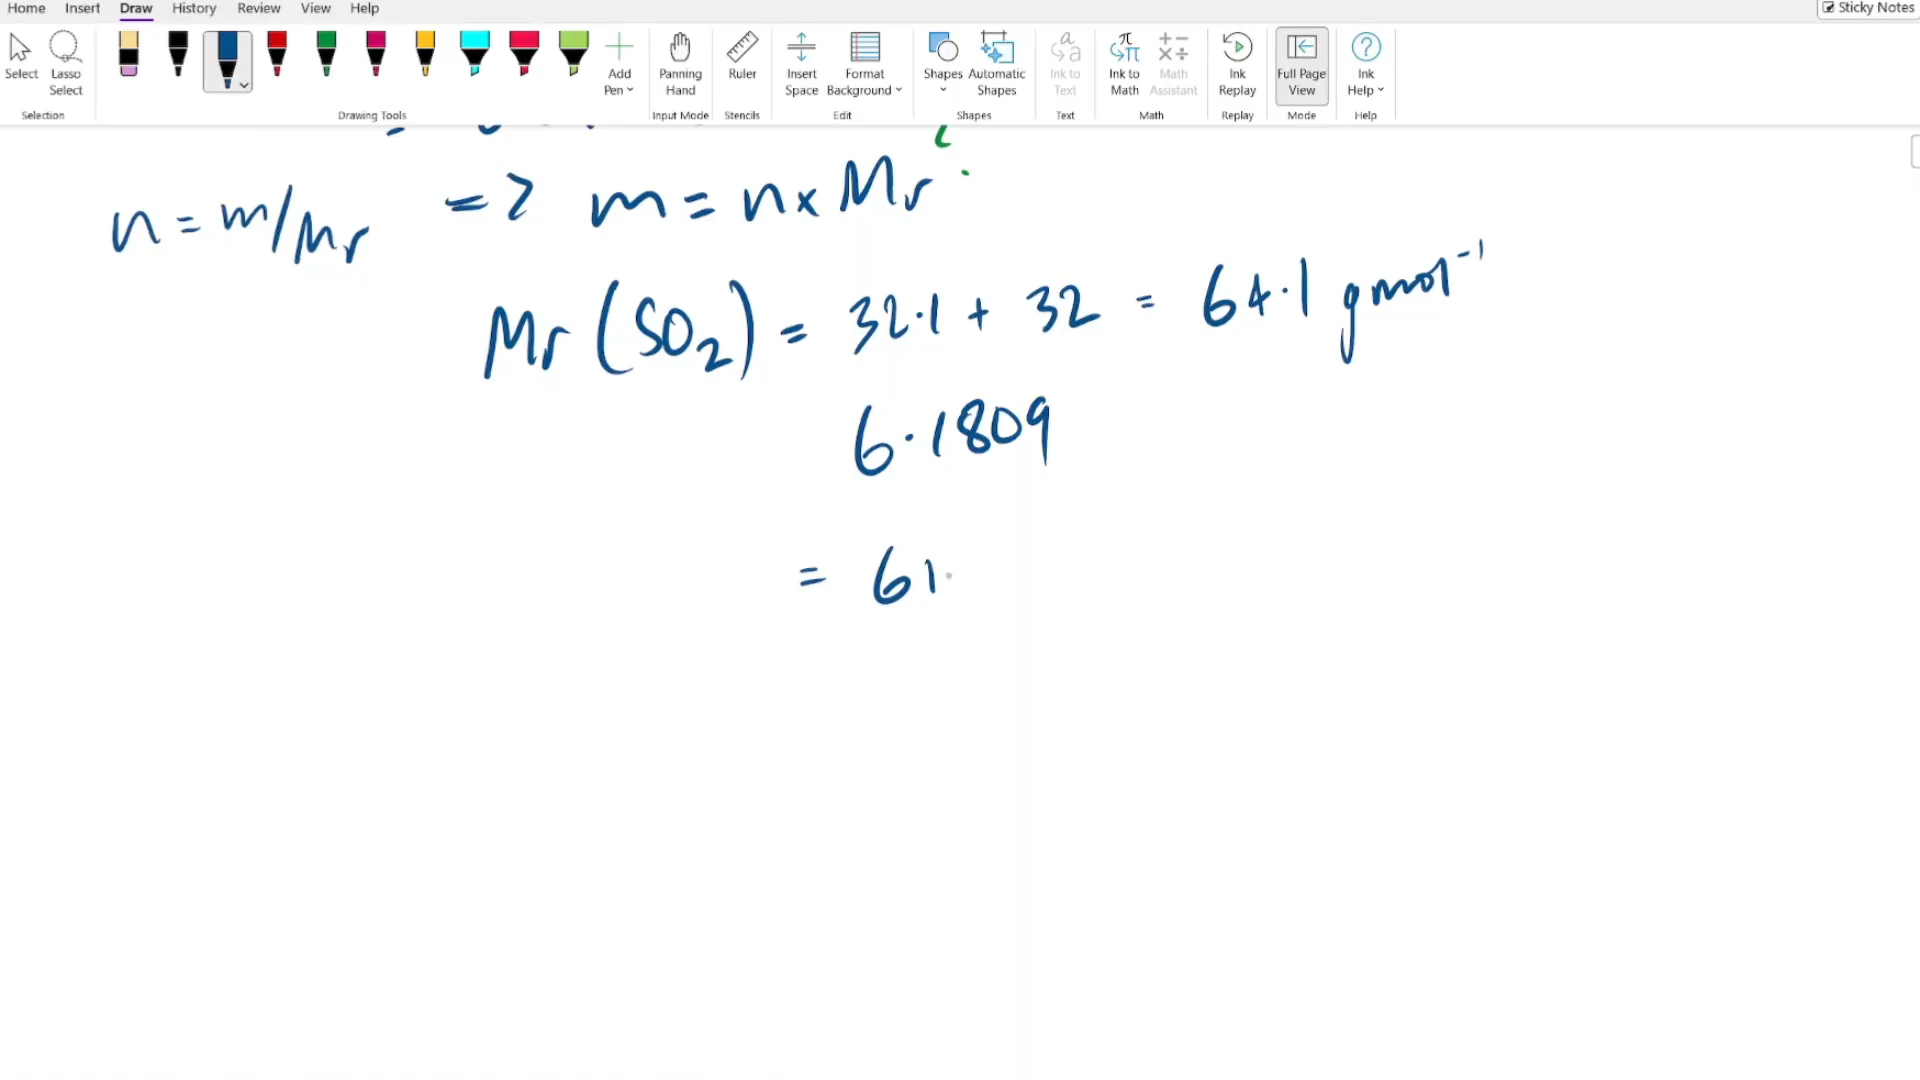 Home Insert Draw History Review View Help Sticky Notes
Select Lasso Select Add Pen Panning Hand Ruler Insert Space Format Background Shapes Automatic Shapes Ink to Text Ink to Math Math Assistant Ink Replay Full Page View Ink Help
Selection Drawing Tools Input Mode Stencils Edit Shapes Text Math Replay Mode Help
n = m/Mr => m = n x Mr
Mr (SO₂) = 32.1 + 32 = 64.1 gmol⁻¹
6.1809
= 61